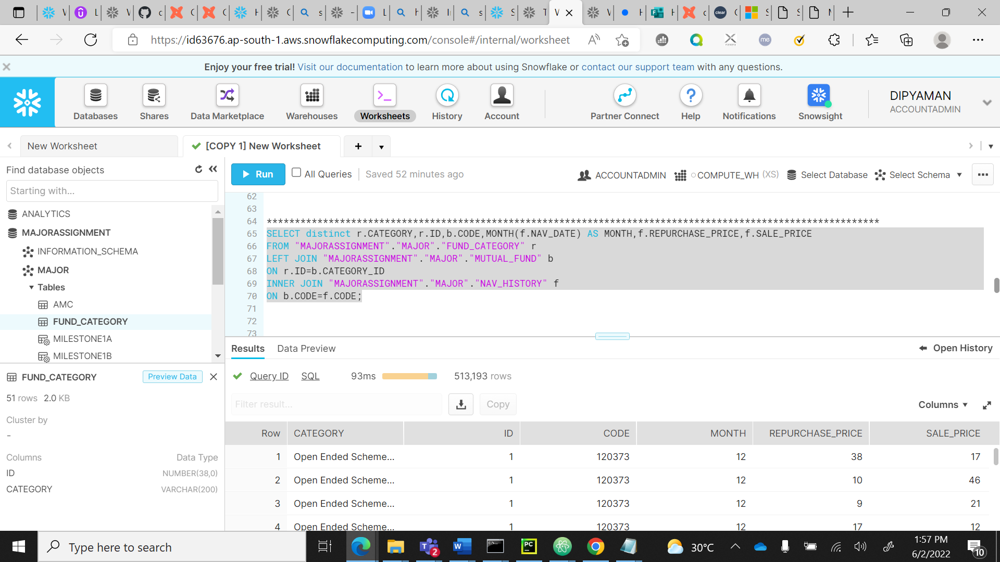 https://id63676.ap-south-1.aws.snowflakecomputing.com/console#/internal/worksheet
Enjoy your free trial! Visit our documentation to learn more about using Snowflake or contact our support team with any questions.
Databases
Shares
Data Marketplace
Warehouses
Worksheets
History
Account
Partner Connect
Help
Notifications
Snowsight
DIPYAMAN
ACCOUNTADMIN
New Worksheet
[COPY 1] New Worksheet
Find database objects
Starting with...
ANALYTICS
MAJORASSIGNMENT
INFORMATION_SCHEMA
MAJOR
Tables
AMC
FUND_CATEGORY
MILESTONE1A
MILESTONE1B
Run All Queries Saved 52 minutes ago ACCOUNTADMIN COMPUTE_WH (XS) Select Database Select Schema
62
63
64 *************************************************************************************************************
65 SELECT distinct r.CATEGORY,r.ID,b.CODE,MONTH(f.NAV_DATE) AS MONTH,f.REPURCHASE_PRICE,f.SALE_PRICE
66 FROM "MAJORASSIGNMENT"."MAJOR"."FUND_CATEGORY" r
67 LEFT JOIN "MAJORASSIGNMENT"."MAJOR"."MUTUAL_FUND" b
68 ON r.ID=b.CATEGORY_ID
69 INNER JOIN "MAJORASSIGNMENT"."MAJOR"."NAV_HISTORY" f
70 ON b.CODE=f.CODE;
71
72
73
FUND_CATEGORY Preview Data
51 rows 2.0 KB
Cluster by
-
Columns Data Type
ID NUMBER(38,0)
CATEGORY VARCHAR(200)
Results Data Preview Open History
Query ID SQL 93ms 513,193 rows
Filter result... Copy Columns
Row CATEGORY ID CODE MONTH REPURCHASE_PRICE SALE_PRICE
1 Open Ended Scheme... 1 120373 12 38 17
2 Open Ended Scheme... 1 120373 12 10 46
3 Open Ended Scheme... 1 120373 12 9 21
4 Open Ended Scheme... 1 120373 12 17 12
Type here to search
30°C
1:57 PM
6/2/2022
10